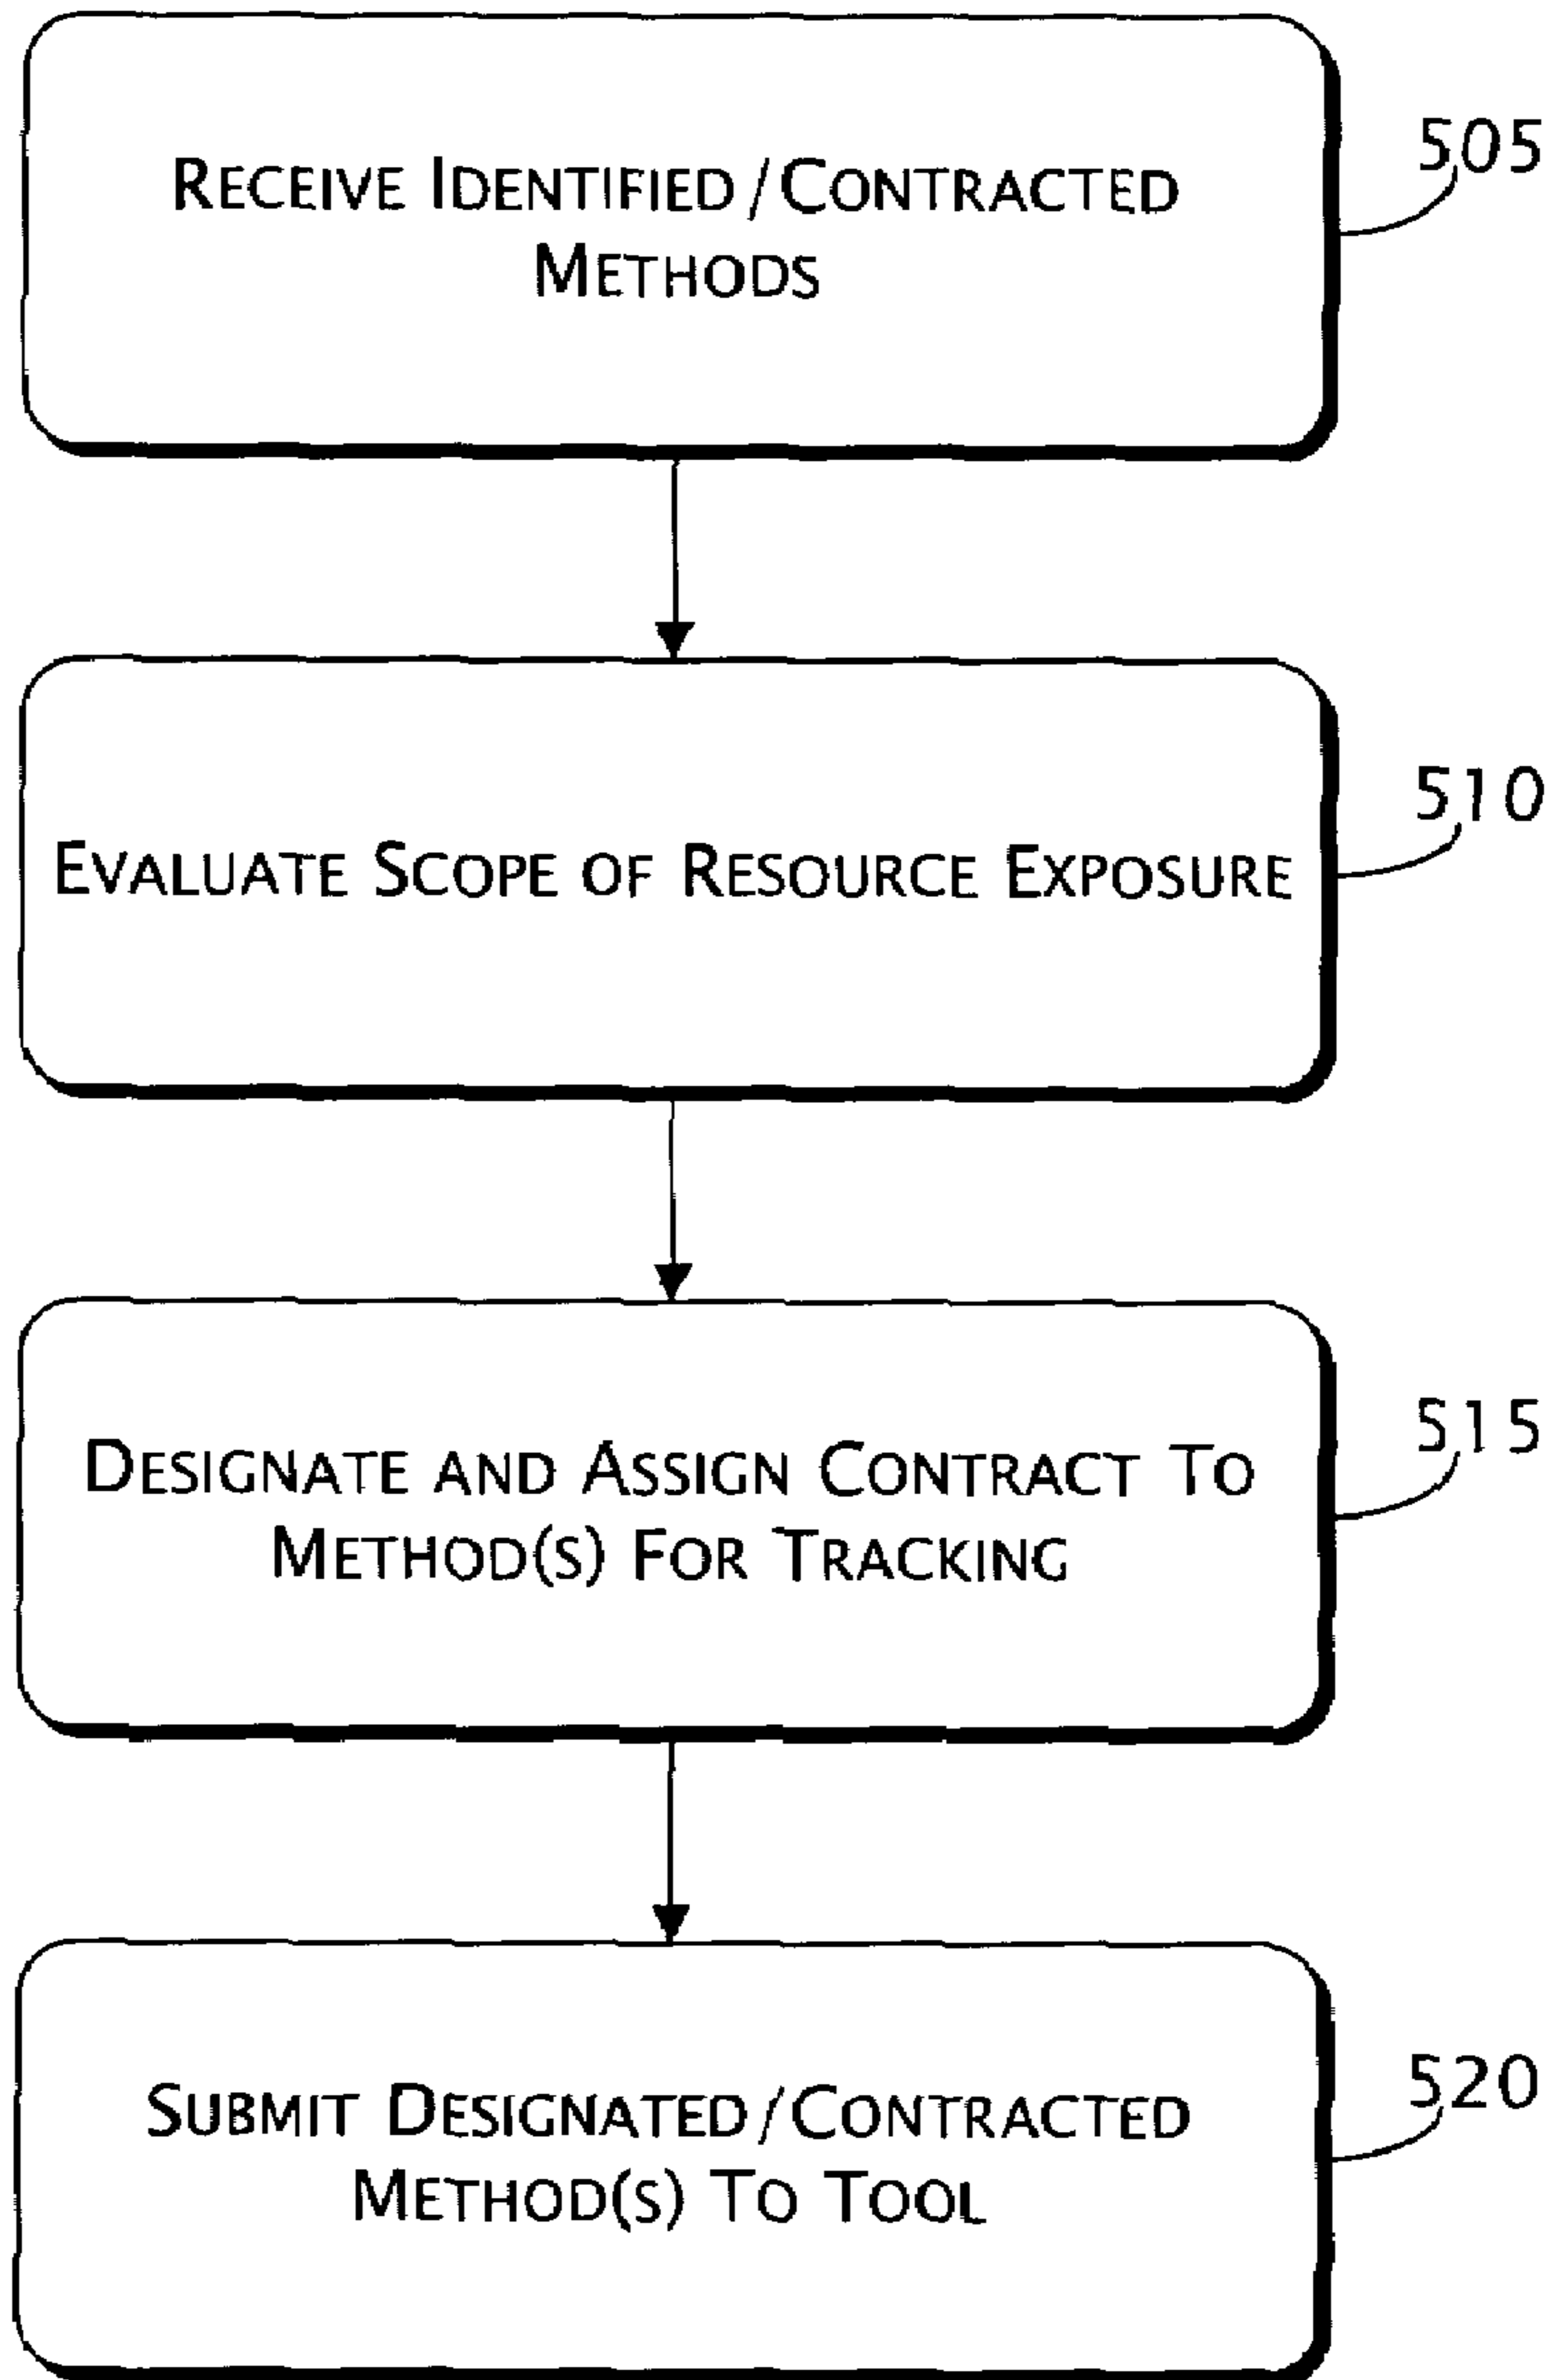 RECEIVE IDENTIFIED/CONTRACTED
METHODS
505
EVALUATE SCOPE OF RESOURCE EXPOSURE
510
DESIGNATE AND ASSIGN CONTRACT TO
METHOD(S) FOR TRACKING
515
SUBMIT DESIGNATED/CONTRACTED
METHOD(S) TO TOOL
520